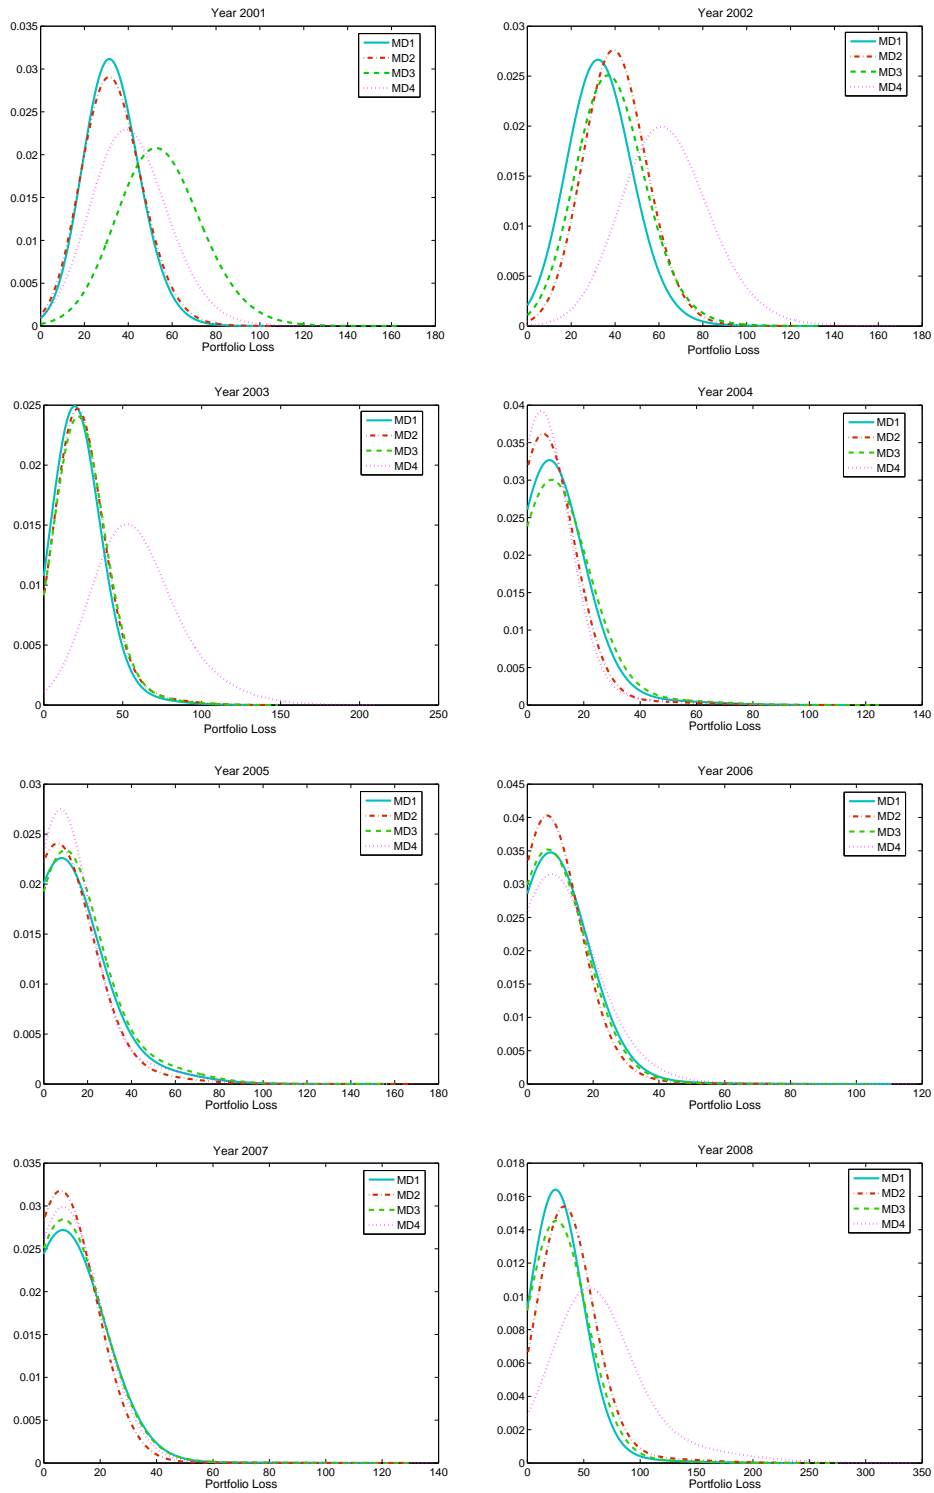 Year 2001
0.035
0.03
0.025
0.02
0.015
0.01
0.005
0
0 20 40 60 80 100 120 140 160 180
Portfolio Loss
MD1
MD2
MD3
MD4
Year 2002
0.03
0.025
0.02
0.015
0.01
0.005
0
0 20 40 60 80 100 120 140 160 180
Portfolio Loss
MD1
MD2
MD3
MD4
Year 2003
0.025
0.02
0.015
0.01
0.005
0
0 50 100 150 200 250
Portfolio Loss
MD1
MD2
MD3
MD4
Year 2004
0.04
0.035
0.03
0.025
0.02
0.015
0.01
0.005
0
0 20 40 60 80 100 120 140
Portfolio Loss
MD1
MD2
MD3
MD4
Year 2005
0.03
0.025
0.02
0.015
0.01
0.005
0
0 20 40 60 80 100 120 140 160 180
Portfolio Loss
MD1
MD2
MD3
MD4
Year 2006
0.045
0.04
0.035
0.03
0.025
0.02
0.015
0.01
0.005
0
0 20 40 60 80 100 120
Portfolio Loss
MD1
MD2
MD3
MD4
Year 2007
0.035
0.03
0.025
0.02
0.015
0.01
0.005
0
0 20 40 60 80 100 120 140
Portfolio Loss
MD1
MD2
MD3
MD4
Year 2008
0.018
0.016
0.014
0.012
0.01
0.008
0.006
0.004
0.002
0
0 50 100 150 200 250 300 350
Portfolio Loss
MD1
MD2
MD3
MD4